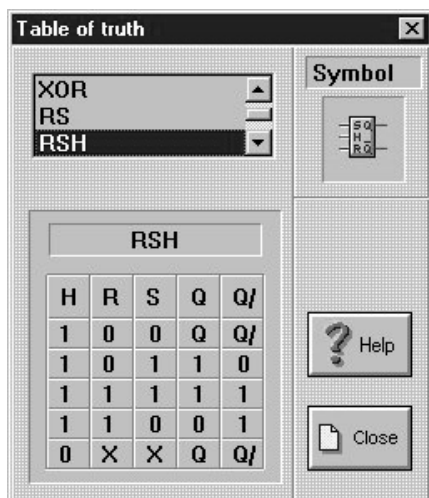 Table of truth
XOR
RS
RSH
Symbol
S Q
H
R Q̅
RSH
H R S Q Q/
1 0 0 Q Q/
1 0 1 1 0
1 1 1 1 1
1 1 0 0 1
0 X X Q Q/
Help
Close